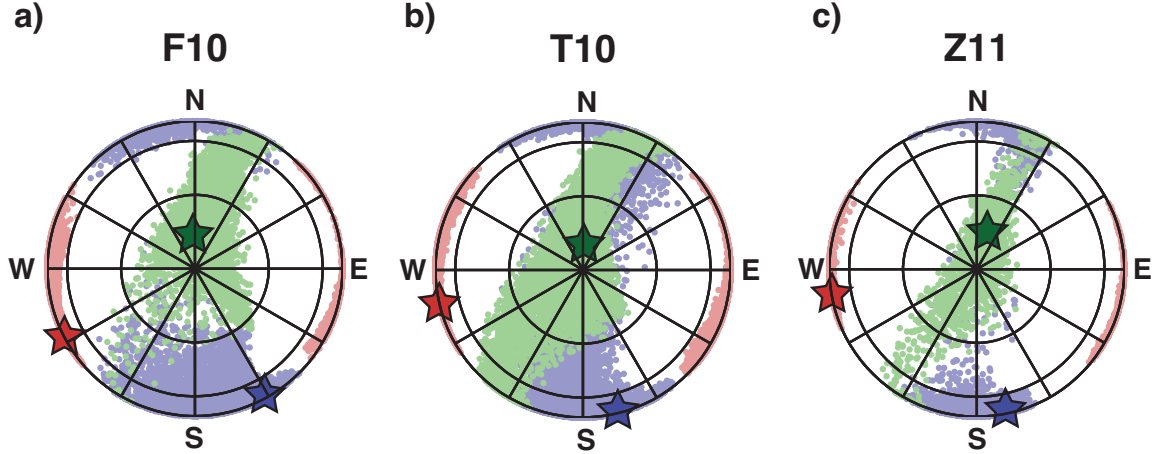 a) b) c)
F10 T10 Z11
N N N
W E W E W E
S S S